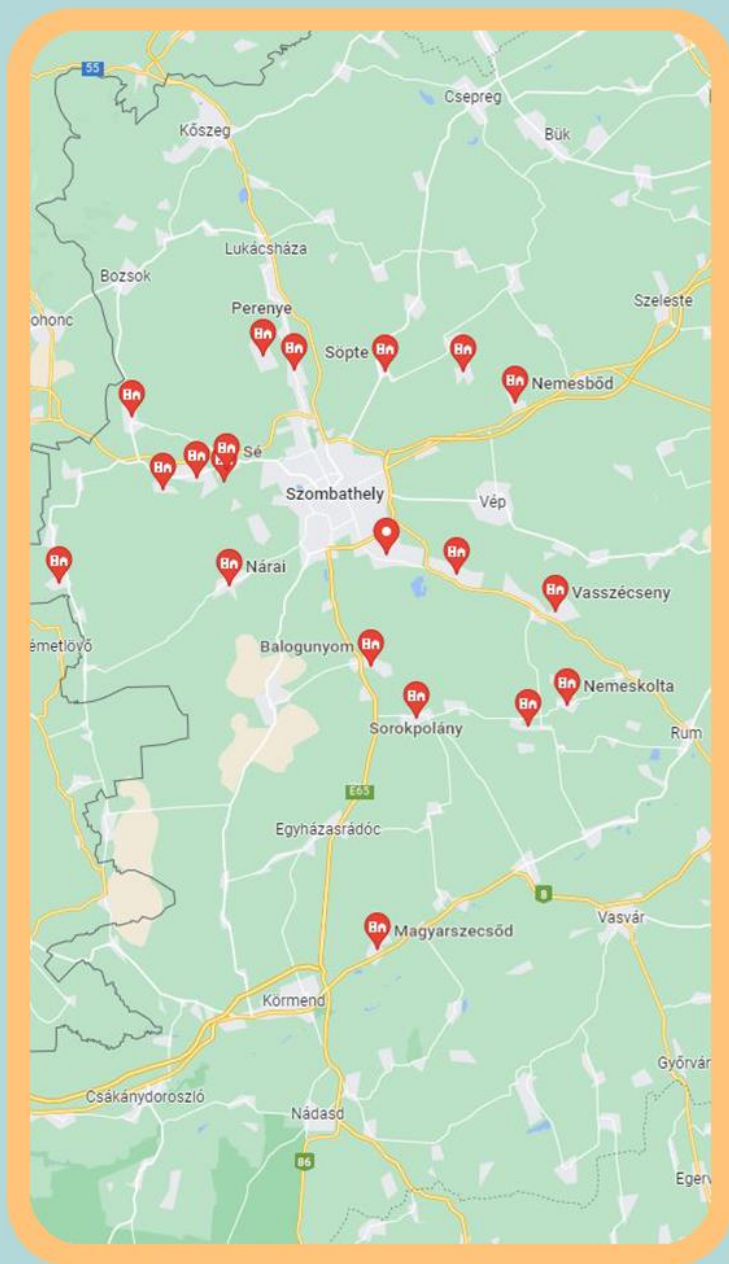 55
Csepreg
Kőszeg
Bük
Lukácsháza
Bozsok
Szeleste
Perenye
ohonc
Söpte
Nemesbőd
Sé
Szombathely
Vép
Nárai
Vasszécseny
émetlövő
Balogunyom
Nemeskolta
Sorokpolány
Rum
E65
Egyházasrádóc
8
Vasvár
Magyarszecsőd
Körmend
Győrvár
Csákánydoroszló
Nádasd
86
Egerv